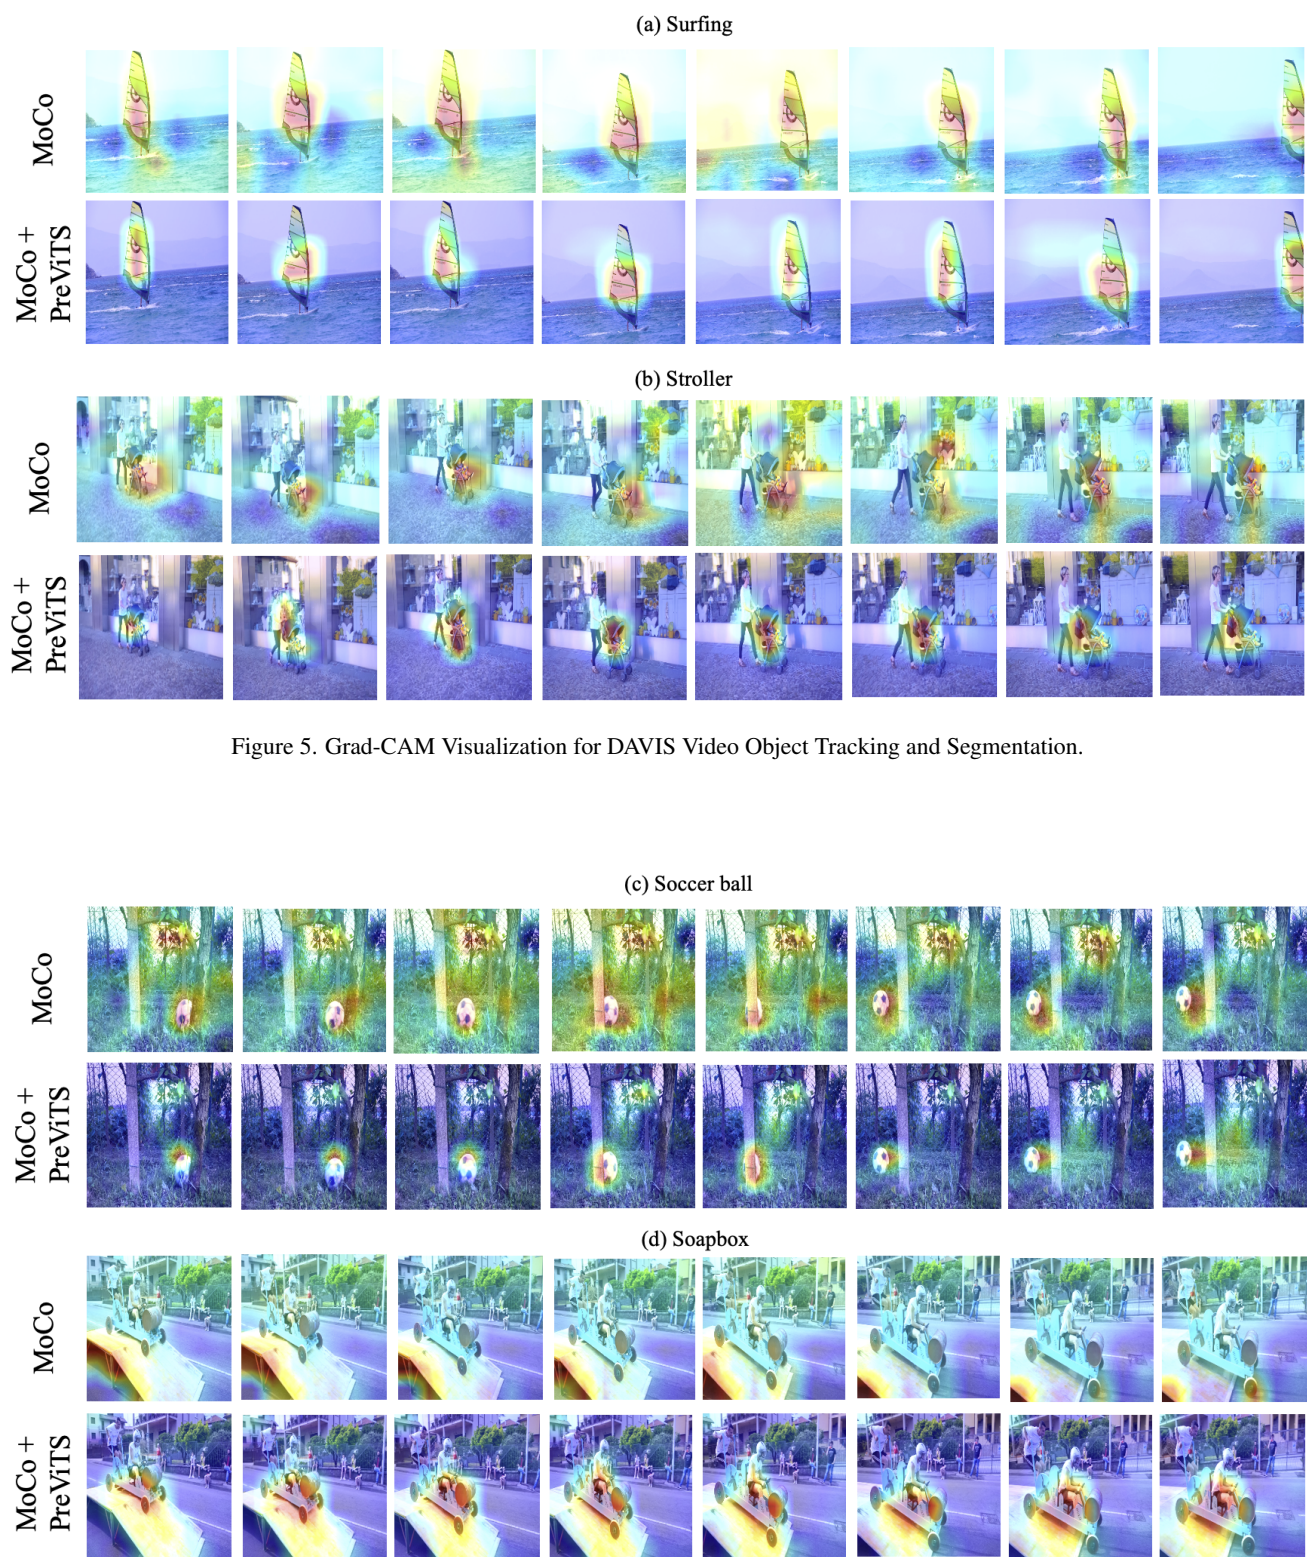 (a) Surfing
MoCo
MoCo +
PreViTS
(b) Stroller
MoCo
MoCo +
PreViTS
Figure 5. Grad-CAM Visualization for DAVIS Video Object Tracking and Segmentation.
(c) Soccer ball
MoCo
MoCo +
PreViTS
(d) Soapbox
MoCo
MoCo +
PreViTS